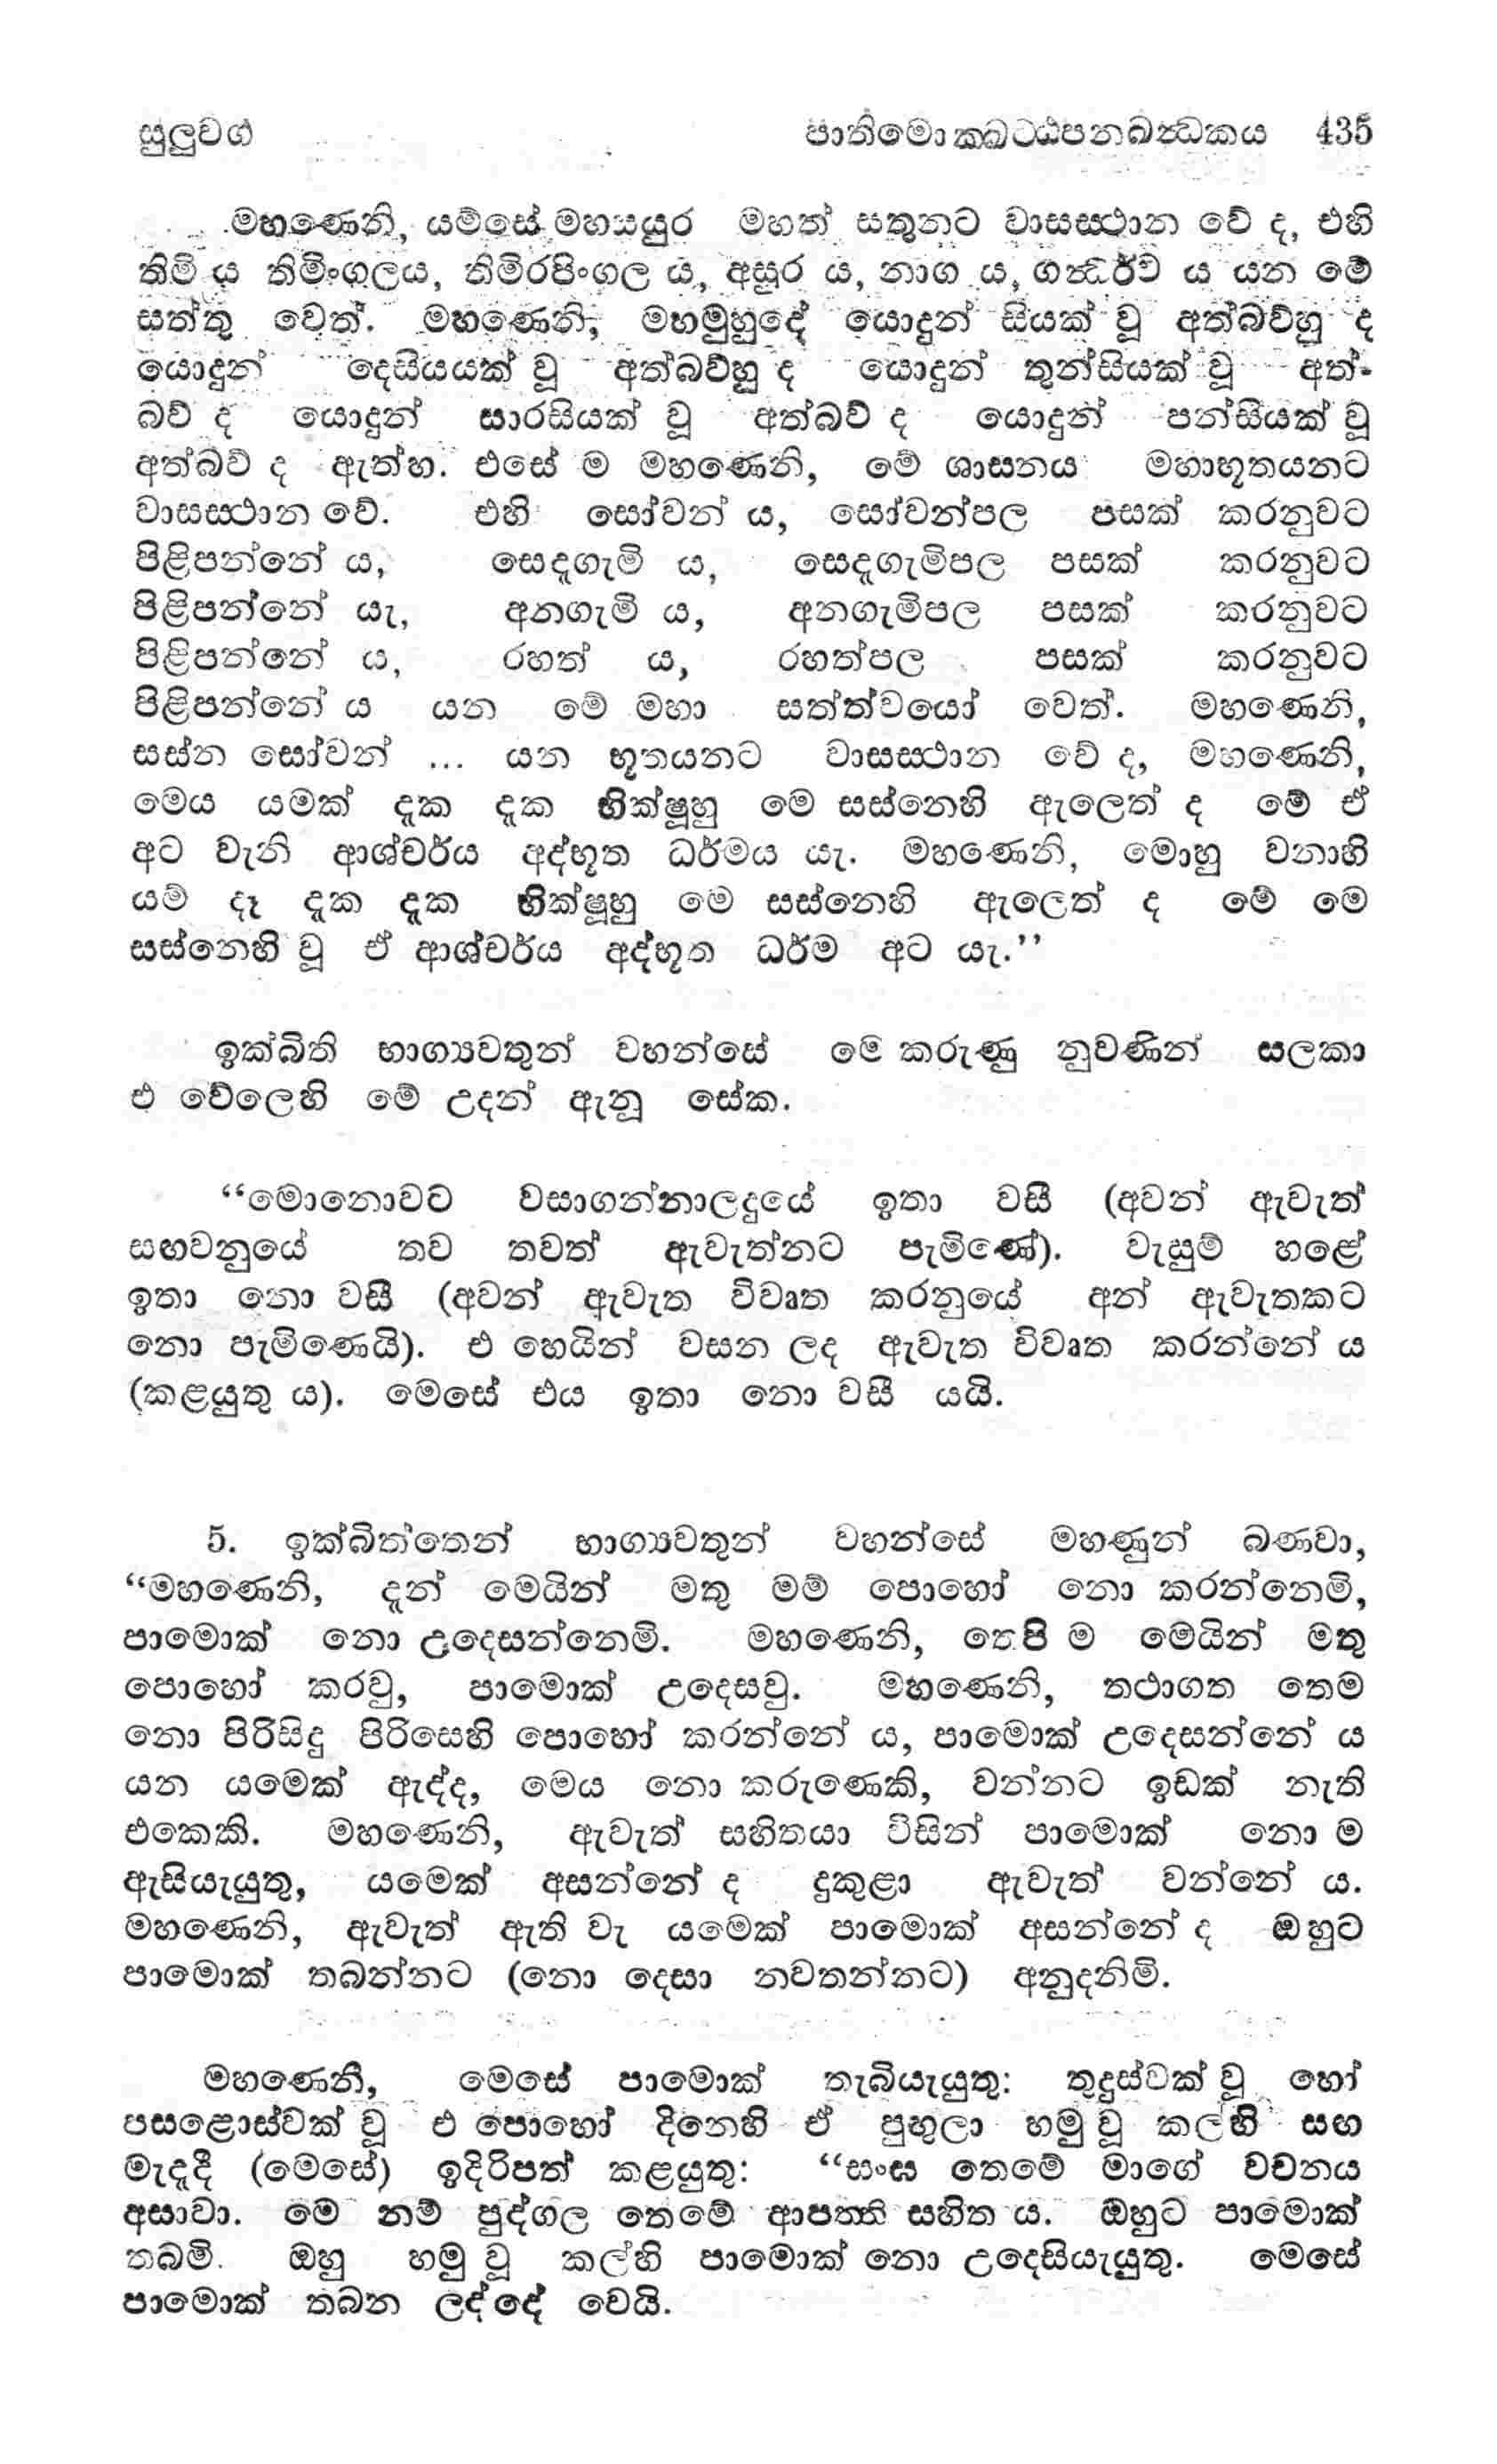 සුලුවග පාතිමොක්ඛට්ඨපනඛන්ධකය 435
මහණෙනි, යම්සේ මහසයුර මහත් සතුනට වාසස්ථාන වේ ද, එහි
තිමි ය තිමිංගලය, තිමිරපිංගල ය, අසුර ය, නාග ය, ගන්ධර්ව ය යන මේ
සත්තු වෙත්. මහණෙනි, මහමුහුදේ යොදුන් සියක් වූ අත්බව්හු ද
යොදුන් දෙසියයක් වූ අත්බව්හු ද යොදුන් තුන්සියක් වූ අත්-
බව් ද යොදුන් සාරසියක් වූ අත්බව් ද යොදුන් පන්සියක් වූ
අත්බව් ද ඇත්හ. එසේ ම මහණෙනි, මේ ශාසනය මහාභූතයනට
වාසස්ථාන වේ. එහි සෝවන් ය, සෝවන්පල පසක් කරනුවට
පිළිපන්නේ ය, සෙදැගැමි ය, සෙදැගැමිපල පසක් කරනුවට
පිළිපන්නේ යැ, අනගැමි ය, අනගැමිපල පසක් කරනුවට
පිළිපන්නේ ය, රහත් ය, රහත්පල පසක් කරනුවට
පිළිපන්නේ ය යන මේ මහා සත්ත්වයෝ වෙත්. මහණෙනි,
සස්න සෝවන් ... යන භූතයනට වාසස්ථාන වේ ද, මහණෙනි,
මෙය යමක් දැක දැක භික්ෂූහු මෙ සස්නෙහි ඇලෙත් ද මේ ඒ
අට වැනි ආශ්චර්ය අද්භූත ධර්මය යැ. මහණෙනි, මොහු වනාහි
යම් දෑ දැක දැක භික්ෂූහු මෙ සස්නෙහි ඇලෙත් ද මේ මෙ
සස්නෙහි වූ ඒ ආශ්චර්ය අද්භූත ධර්ම අට යැ.’’
ඉක්බිති භාග්‍යවතුන් වහන්සේ මෙ කරුණු නුවණින් සලකා
එ වේලෙහි මේ උදන් ඇනූ සේක.
‘‘මොනොවට වසාගන්නාලදුයේ ඉතා වසී (අවන් ඇවැත්
සඟවනුයේ තව තවත් ඇවැත්නට පැමිණේ). වැසුම් හළේ
ඉතා නො වසී (අවන් ඇවැත විවෘත කරනුයේ අන් ඇවැතකට
නො පැමිණෙයි). එ හෙයින් වසන ලද ඇවැත විවෘත කරන්නේ ය
(කළයුතු ය). මෙසේ එය ඉතා නො වසී යයි.
5. ඉක්බිත්තෙන් භාග්‍යවතුන් වහන්සේ මහණුන් බණවා,
‘‘මහණෙනි, දැන් මෙයින් මතු මම් පොහෝ නො කරන්නෙමි,
පාමොක් නො උදෙසන්නෙමි. මහණෙනි, තෙපි ම මෙයින් මතු
පොහෝ කරවු, පාමොක් උදෙසවු. මහණෙනි, තථාගත තෙම
නො පිරිසිදු පිරිසෙහි පොහෝ කරන්නේ ය, පාමොක් උදෙසන්නේ ය
යන යමෙක් ඇද්ද, මෙය නො කරුණෙකි, වන්නට ඉඩක් නැති
එකෙකි. මහණෙනි, ඇවැත් සහිතයා විසින් පාමොක් නො ම
ඇසියැයුතු, යමෙක් අසන්නේ ද දුකුළා ඇවැත් වන්නේ ය.
මහණෙනි, ඇවැත් ඇති වැ යමෙක් පාමොක් අසන්නේ ද ඔහුට
පාමොක් තබන්නට (නො දෙසා නවතන්නට) අනුදනිමි.
මහණෙනී, මෙසේ පාමොක් තැබියැයුතු: තුදුස්වක් වූ හෝ
පසළොස්වක් වූ එ පොහෝ දිනෙහි ඒ පුඟුලා හමු වූ කල්හි සඟ
මැදැදී (මෙසේ) ඉදිරිපත් කළයුතු: ‘‘සංඝ තෙමේ මාගේ වචනය
අසාවා. මෙ නම් පුද්ගල තෙමේ ආපත්ති සහිත ය. ඔහුට පාමොක්
තබමි. ඔහු හමු වූ කල්හි පාමොක් නො උදෙසියැයුතු. මෙසේ
පාමොක් තබන ලද්දේ වෙයි.